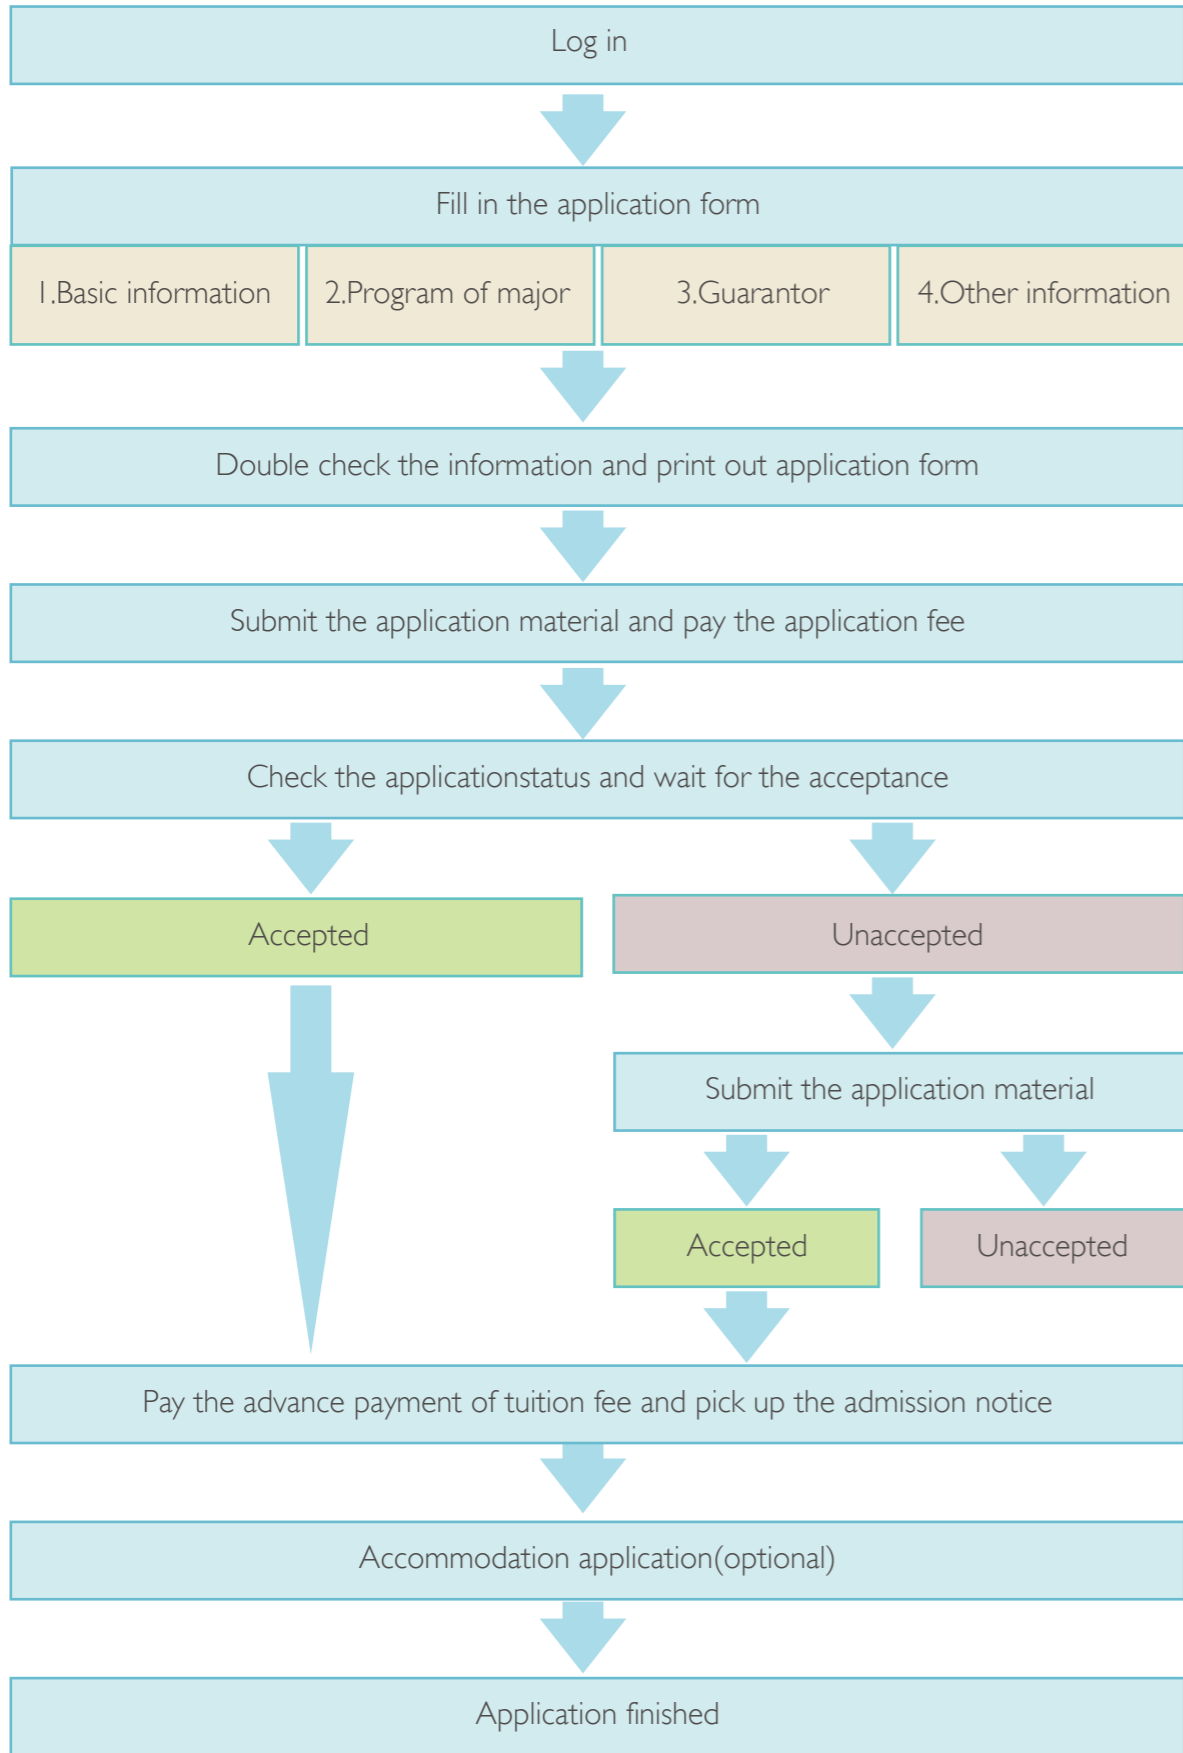 Log in
Fill in the application form
1.Basic information
2.Program of major
3.Guarantor
4.Other information
Double check the information and print out application form
Submit the application material and pay the application fee
Check the applicationstatus and wait for the acceptance
Accepted
Unaccepted
Submit the application material
Accepted
Unaccepted
Pay the advance payment of tuition fee and pick up the admission notice
Accommodation application(optional)
Application finished